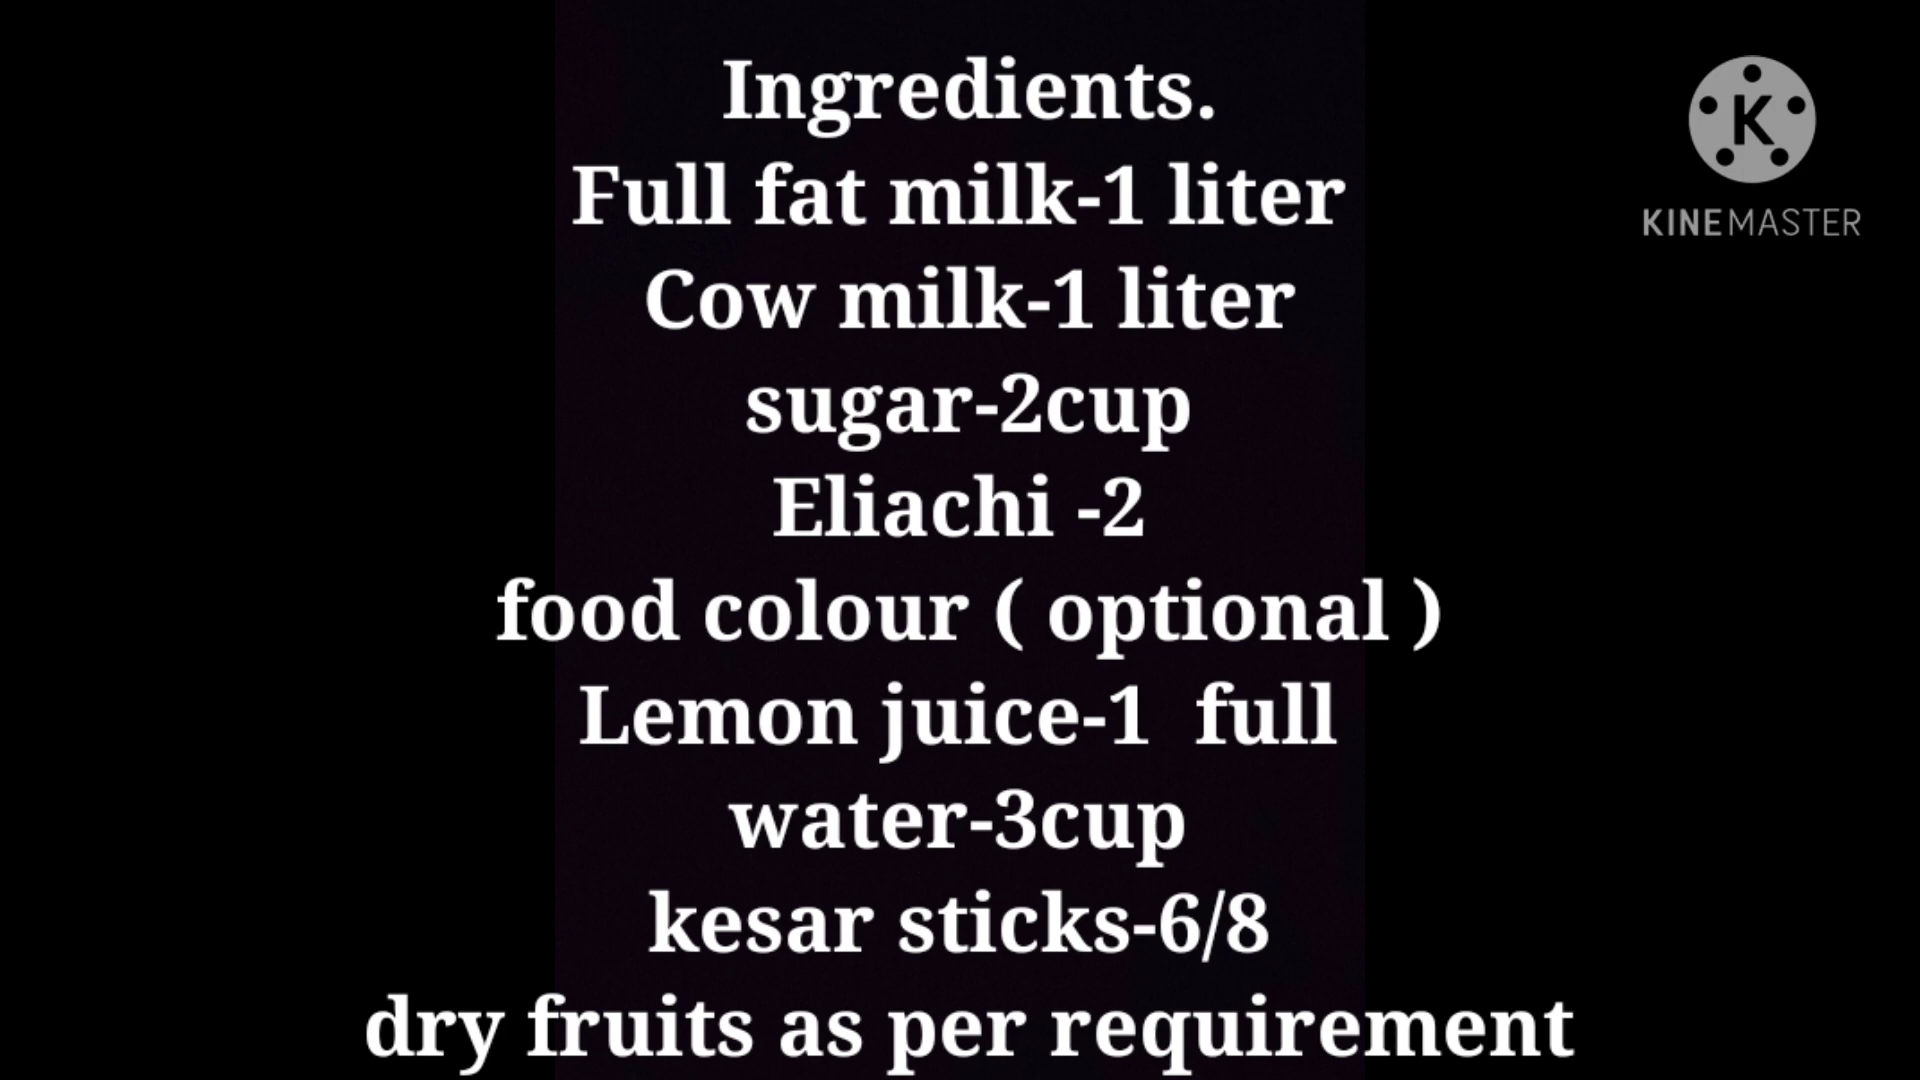 Ingredients.
Full fat milk-1 liter
Cow milk-1 liter
sugar-2cup
Eliachi -2
food colour ( optional )
Lemon juice-1  full
water-3cup
kesar sticks-6/8
dry fruits as per requirement
K
KINEMASTER